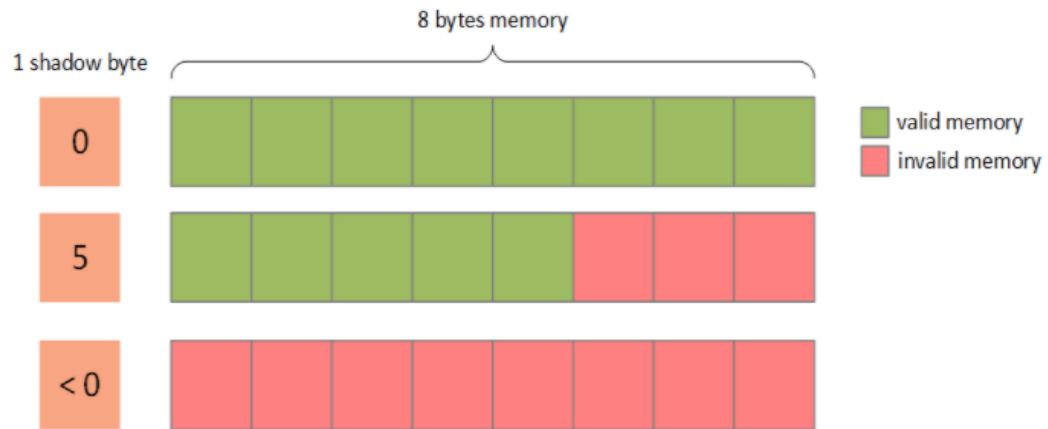 8 bytes memory
1 shadow byte
0
valid memory
invalid memory
5
< 0